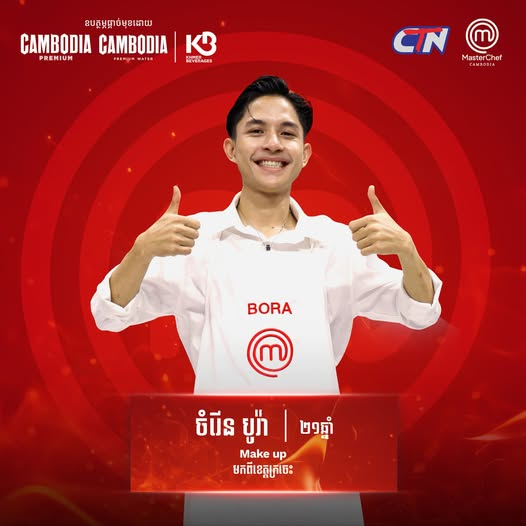 ឧបត្ថម្ភផ្តាច់មុខដោយ
CAMBODIA
PREMIUM
CAMBODIA
PREMIUM WATER
KB
KHMER
BEVERAGES
CTN
MasterChef
CAMBODIA
BORA
ចំរើន បូរ៉ា
២១ឆ្នាំ
Make up
មកពីខេត្តក្រចេះ